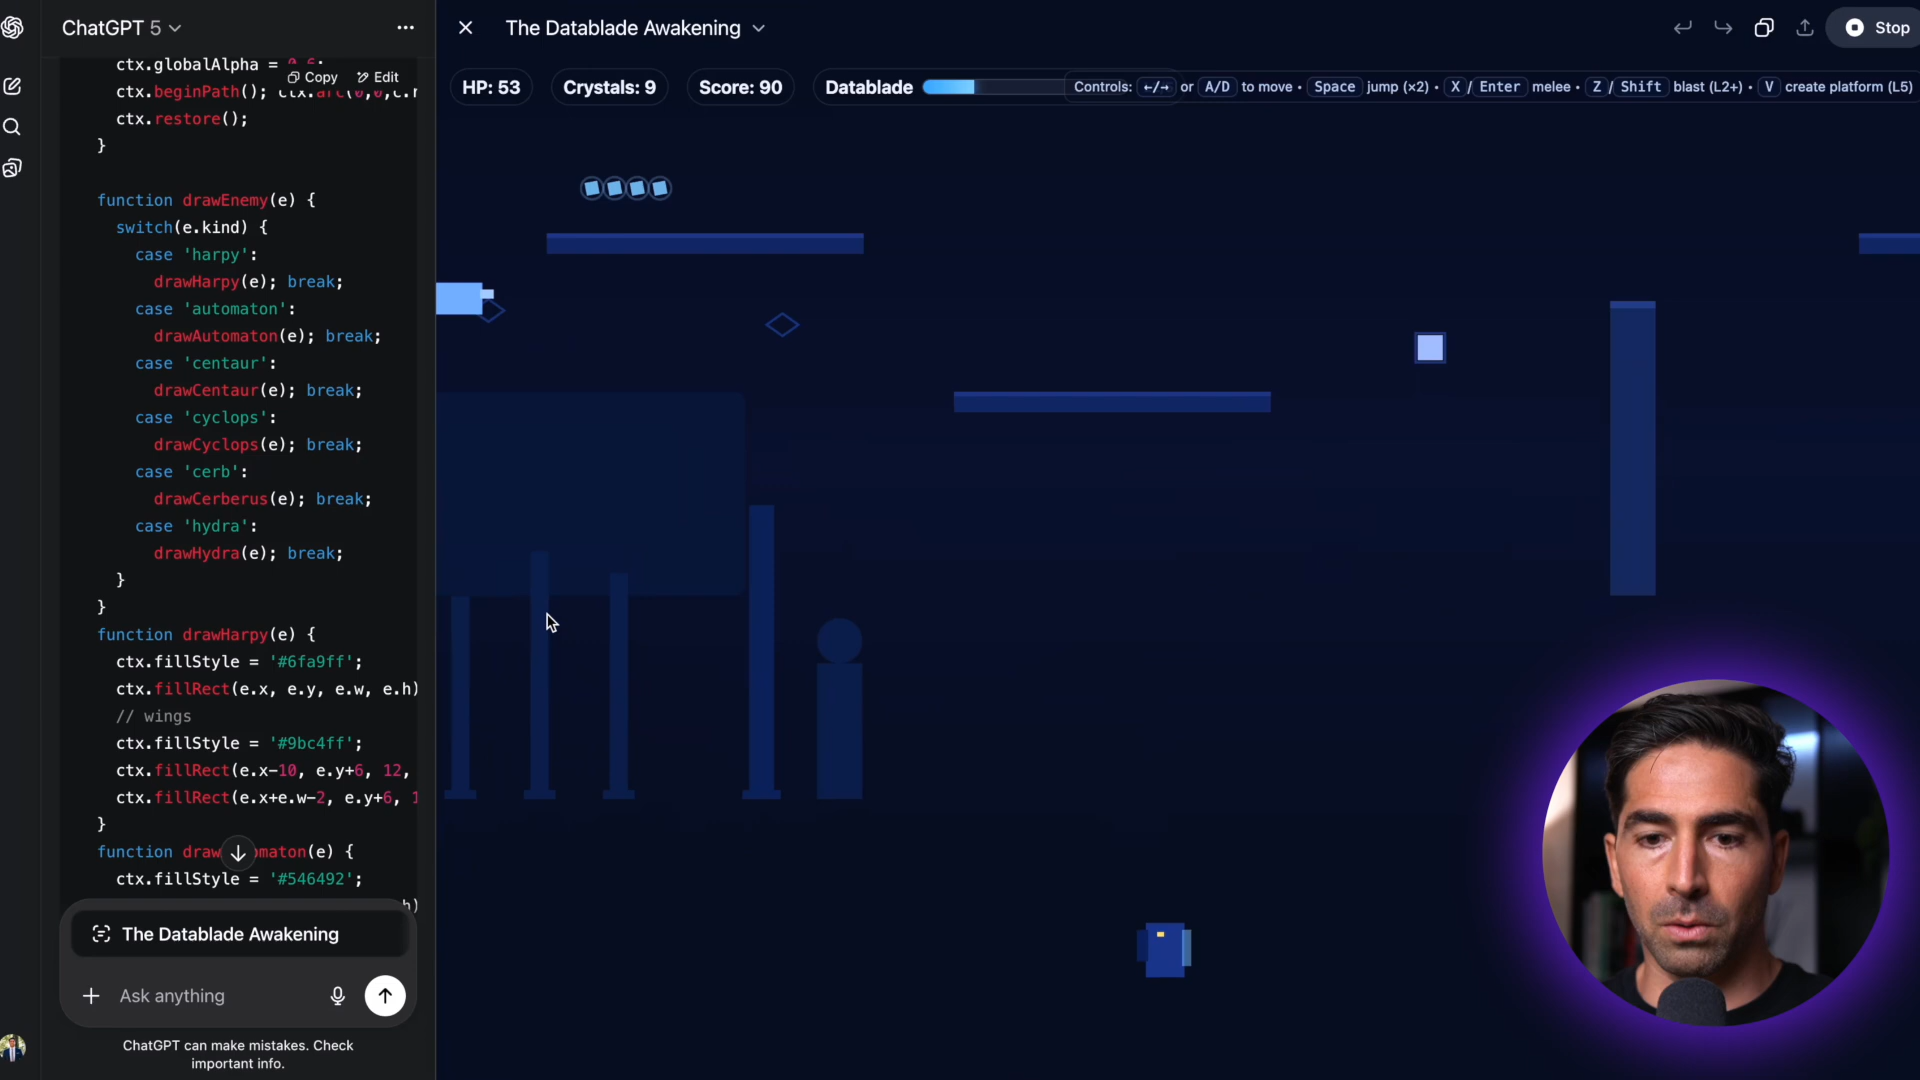 ChatGPT 5
The Datablade Awakening
Stop
ctx.globalAlpha =
Copy
Edit
ctx.beginPath();
ctx.restore();
}
function drawEnemy(e) {
switch(e.kind) {
case 'harpy':
drawHarpy(e); break;
case 'automaton':
drawAutomaton(e); break;
case 'centaur':
drawCentaur(e); break;
case 'cyclops':
drawCyclops(e); break;
case 'cerb':
drawCerberus(e); break;
case 'hydra':
drawHydra(e); break;
}
}
function drawHarpy(e) {
ctx.fillStyle = '#6fa9ff';
ctx.fillRect(e.x, e.y, e.w, e.h)
// wings
ctx.fillStyle = '#9bc4ff';
ctx.fillRect(e.x-10, e.y+6, 12,
ctx.fillRect(e.x+e.w-2, e.y+6, 1
}
function
ctx.fillStyle = '#546492';
The Datablade Awakening
Ask anything
ChatGPT can make mistakes. Check
important info.
HP: 53
Crystals: 9
Score: 90
Datablade
Controls: ←/→ or A/D to move • Space jump (×2) • X/Enter melee • Z/Shift blast (L2+) • V create platform (L5)